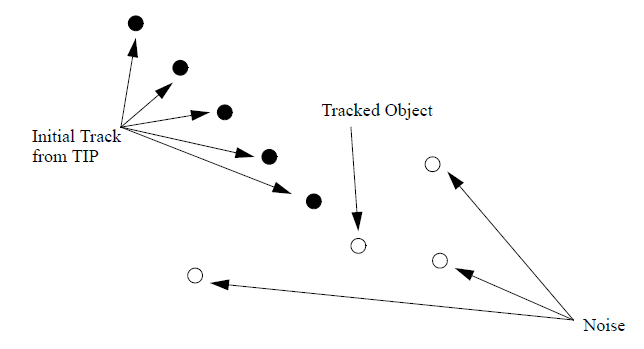 Tracked Object
Initial Track
from TIP
Noise